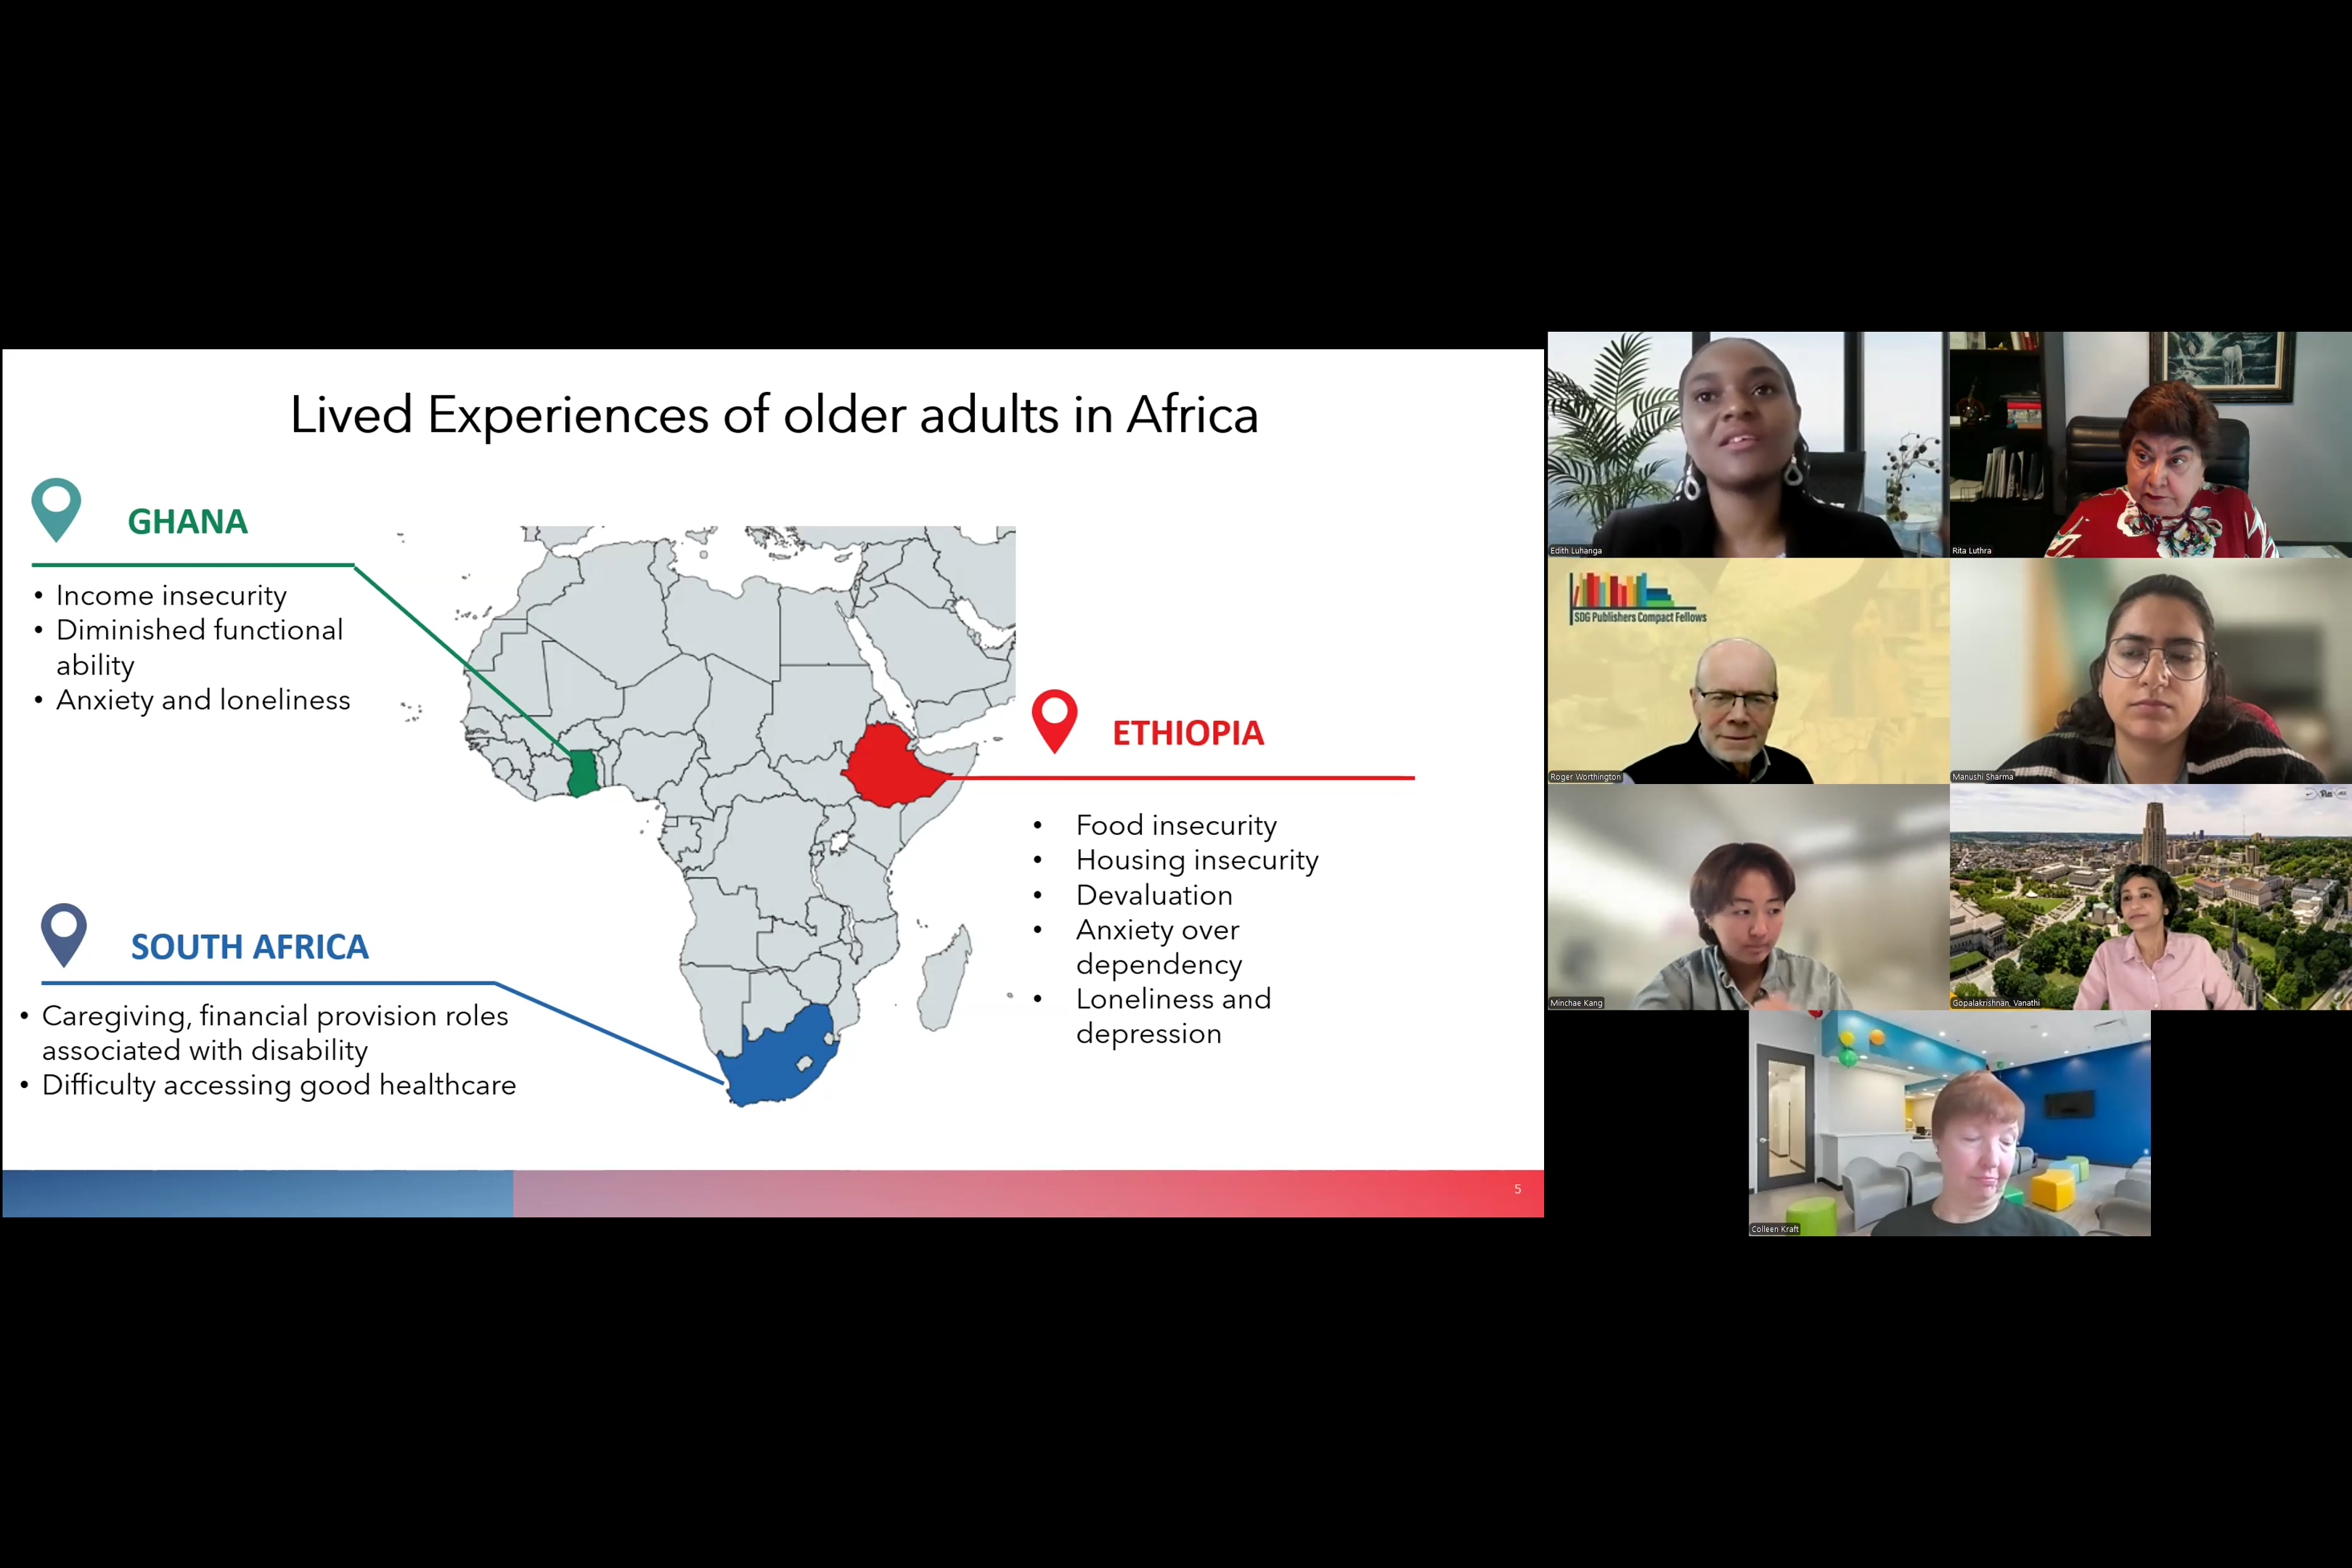 Lived Experiences of older adults in Africa
GHANA
• Income insecurity
• Diminished functional
ability
• Anxiety and loneliness
SOUTH AFRICA
• Caregiving, financial provision roles
associated with disability
• Difficulty accessing good healthcare
ETHIOPIA
• Food insecurity
• Housing insecurity
• Devaluation
• Anxiety over
dependency
• Loneliness and
depression
5
Edith Luhanga
Rita Luthra
SDG Publishers Compact Fellows
Roger Worthington
Manushi Sharma
Minchae Kang
Pitt
Gopalakrishnan, Vanathi
Colleen Kraft